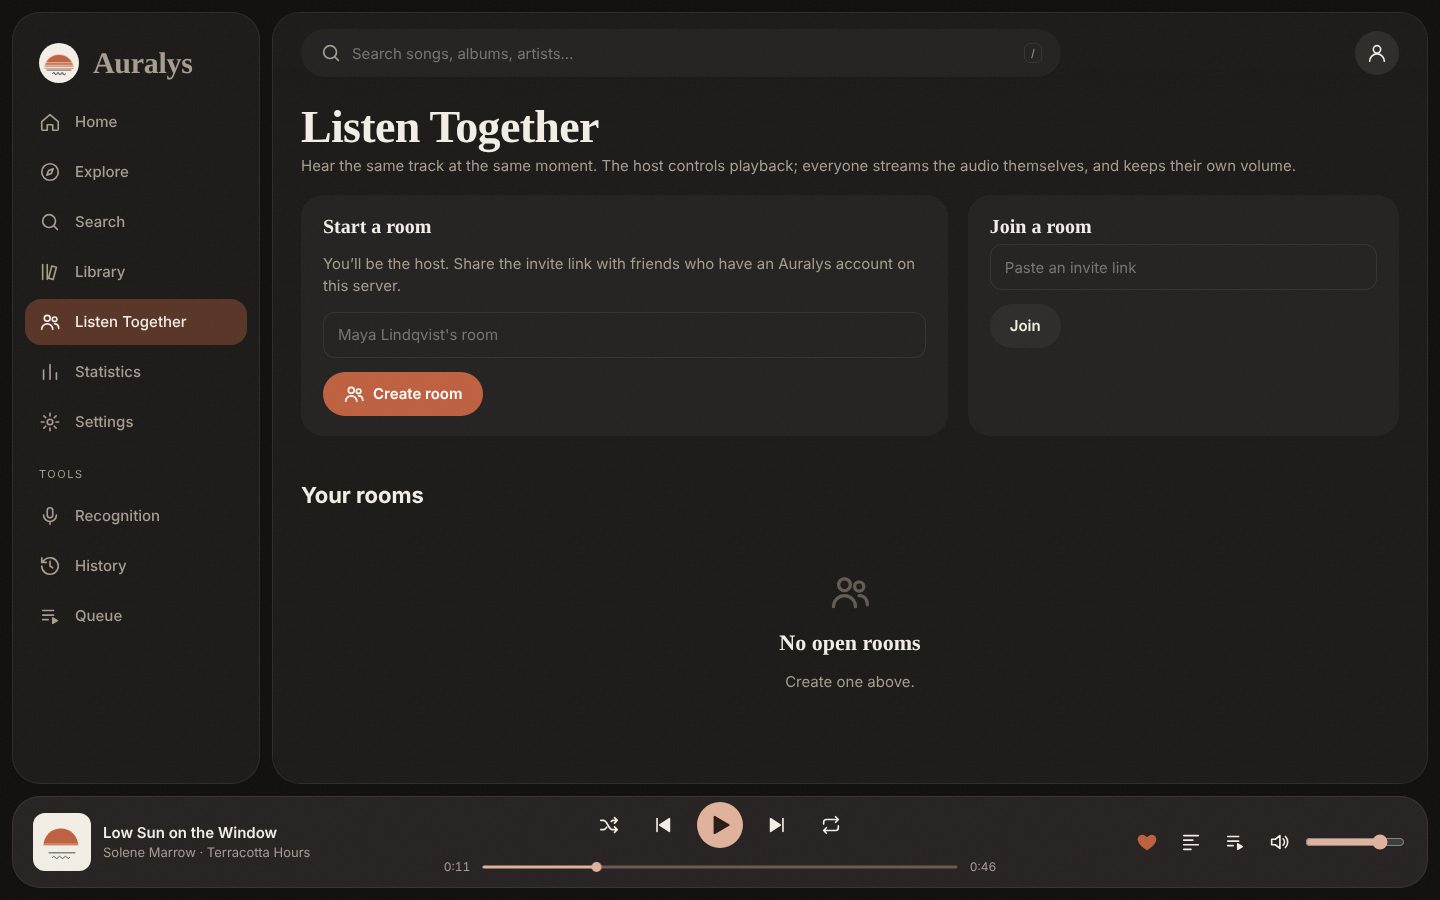 Auralys
Home
Explore
Search
Library
Listen Together
Statistics
Settings
TOOLS
Recognition
History
Queue
Search songs, albums, artists...
/
Listen Together
Hear the same track at the same moment. The host controls playback; everyone streams the audio themselves, and keeps their own volume.
Start a room
You’ll be the host. Share the invite link with friends who have an Auralys account on
this server.
Maya Lindqvist's room
Create room
Join a room
Paste an invite link
Join
Your rooms
No open rooms
Create one above.
Low Sun on the Window
Solene Marrow · Terracotta Hours
0:11
0:46